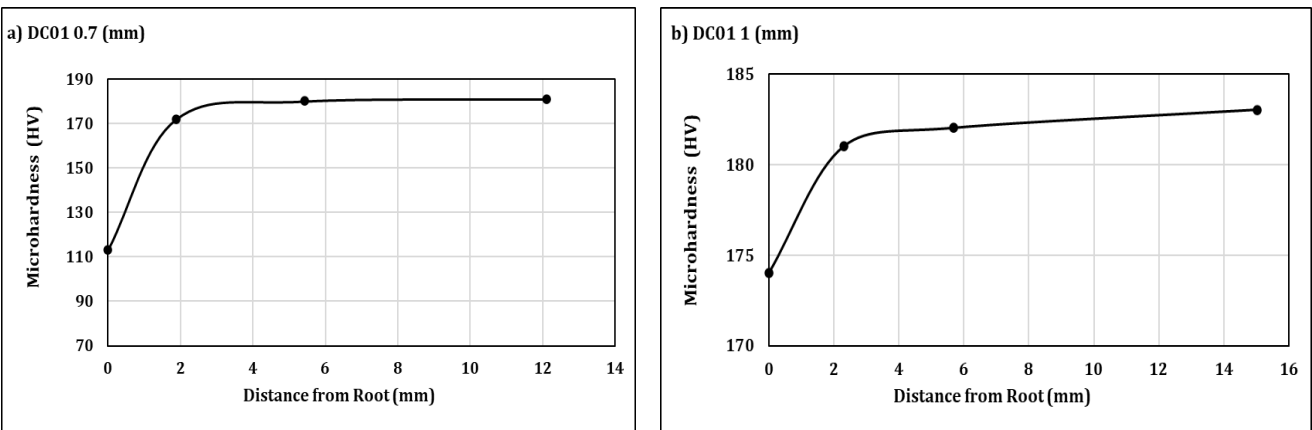 a) DC01 0.7 (mm)
190
170
150
130
110
90
70
Microhardness (HV)
0 2 4 6 8 10 12 14
Distance from Root (mm)
b) DC01 1 (mm)
185
180
175
170
Microhardness (HV)
0 2 4 6 8 10 12 14 16
Distance from Root (mm)